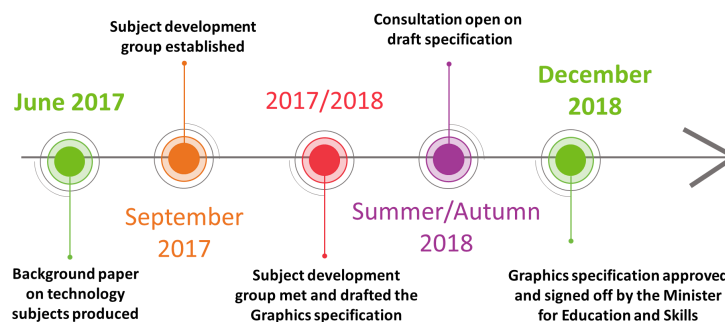 June 2017
Background paper
on technology
subjects produced
Subject development
group established
September
2017
2017/2018
Subject development
group met and drafted the
Graphics specification
Consultation open on
draft specification
Summer/Autumn
2018
December
2018
Graphics specification approved
and signed off by the Minister
for Education and Skills